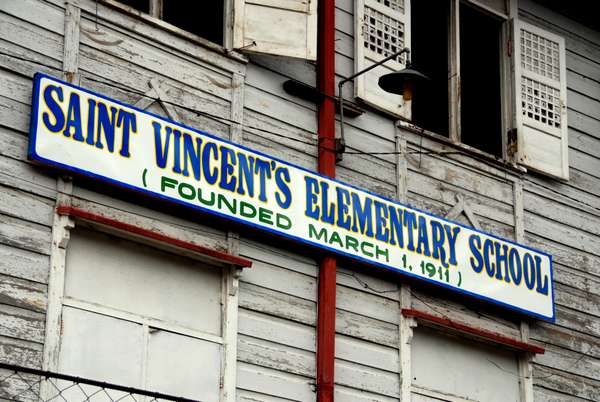 SAINT VINCENT'S ELEMENTARY SCHOOL
( FOUNDED MARCH 1, 1911 )